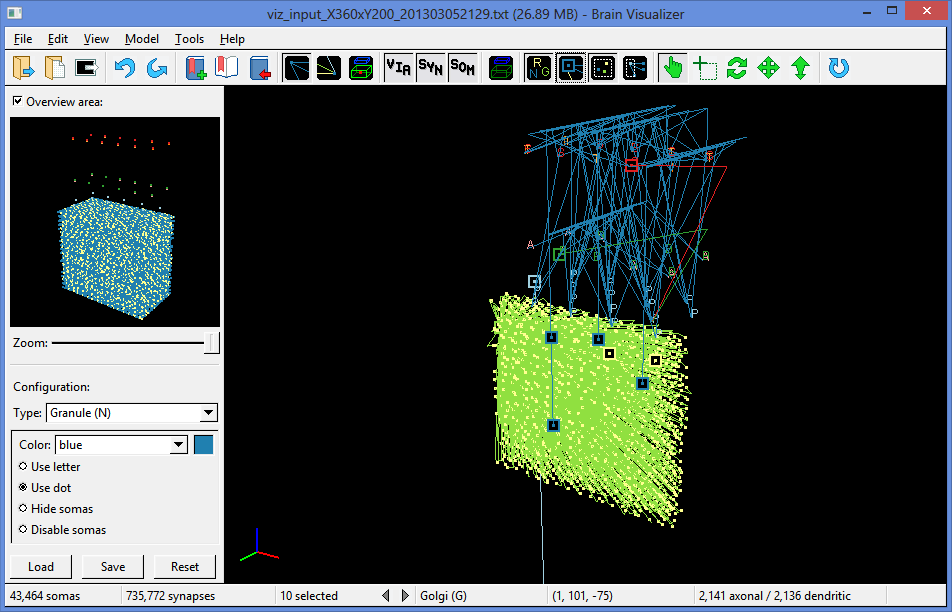 viz_input_X360xY200_201303052129.txt (26.89 MB) - Brain Visualizer
File Edit View Model Tools Help
R N G
VIA SYN SOM
Overview area:
Zoom:
Configuration:
Type: Granule (N)
Color: blue
Use letter
Use dot
Hide somas
Disable somas
Load Save Reset
A
P
43,464 somas 735,772 synapses 10 selected Golgi (G) (1, 101, -75) 2,141 axonal / 2,136 dendritic